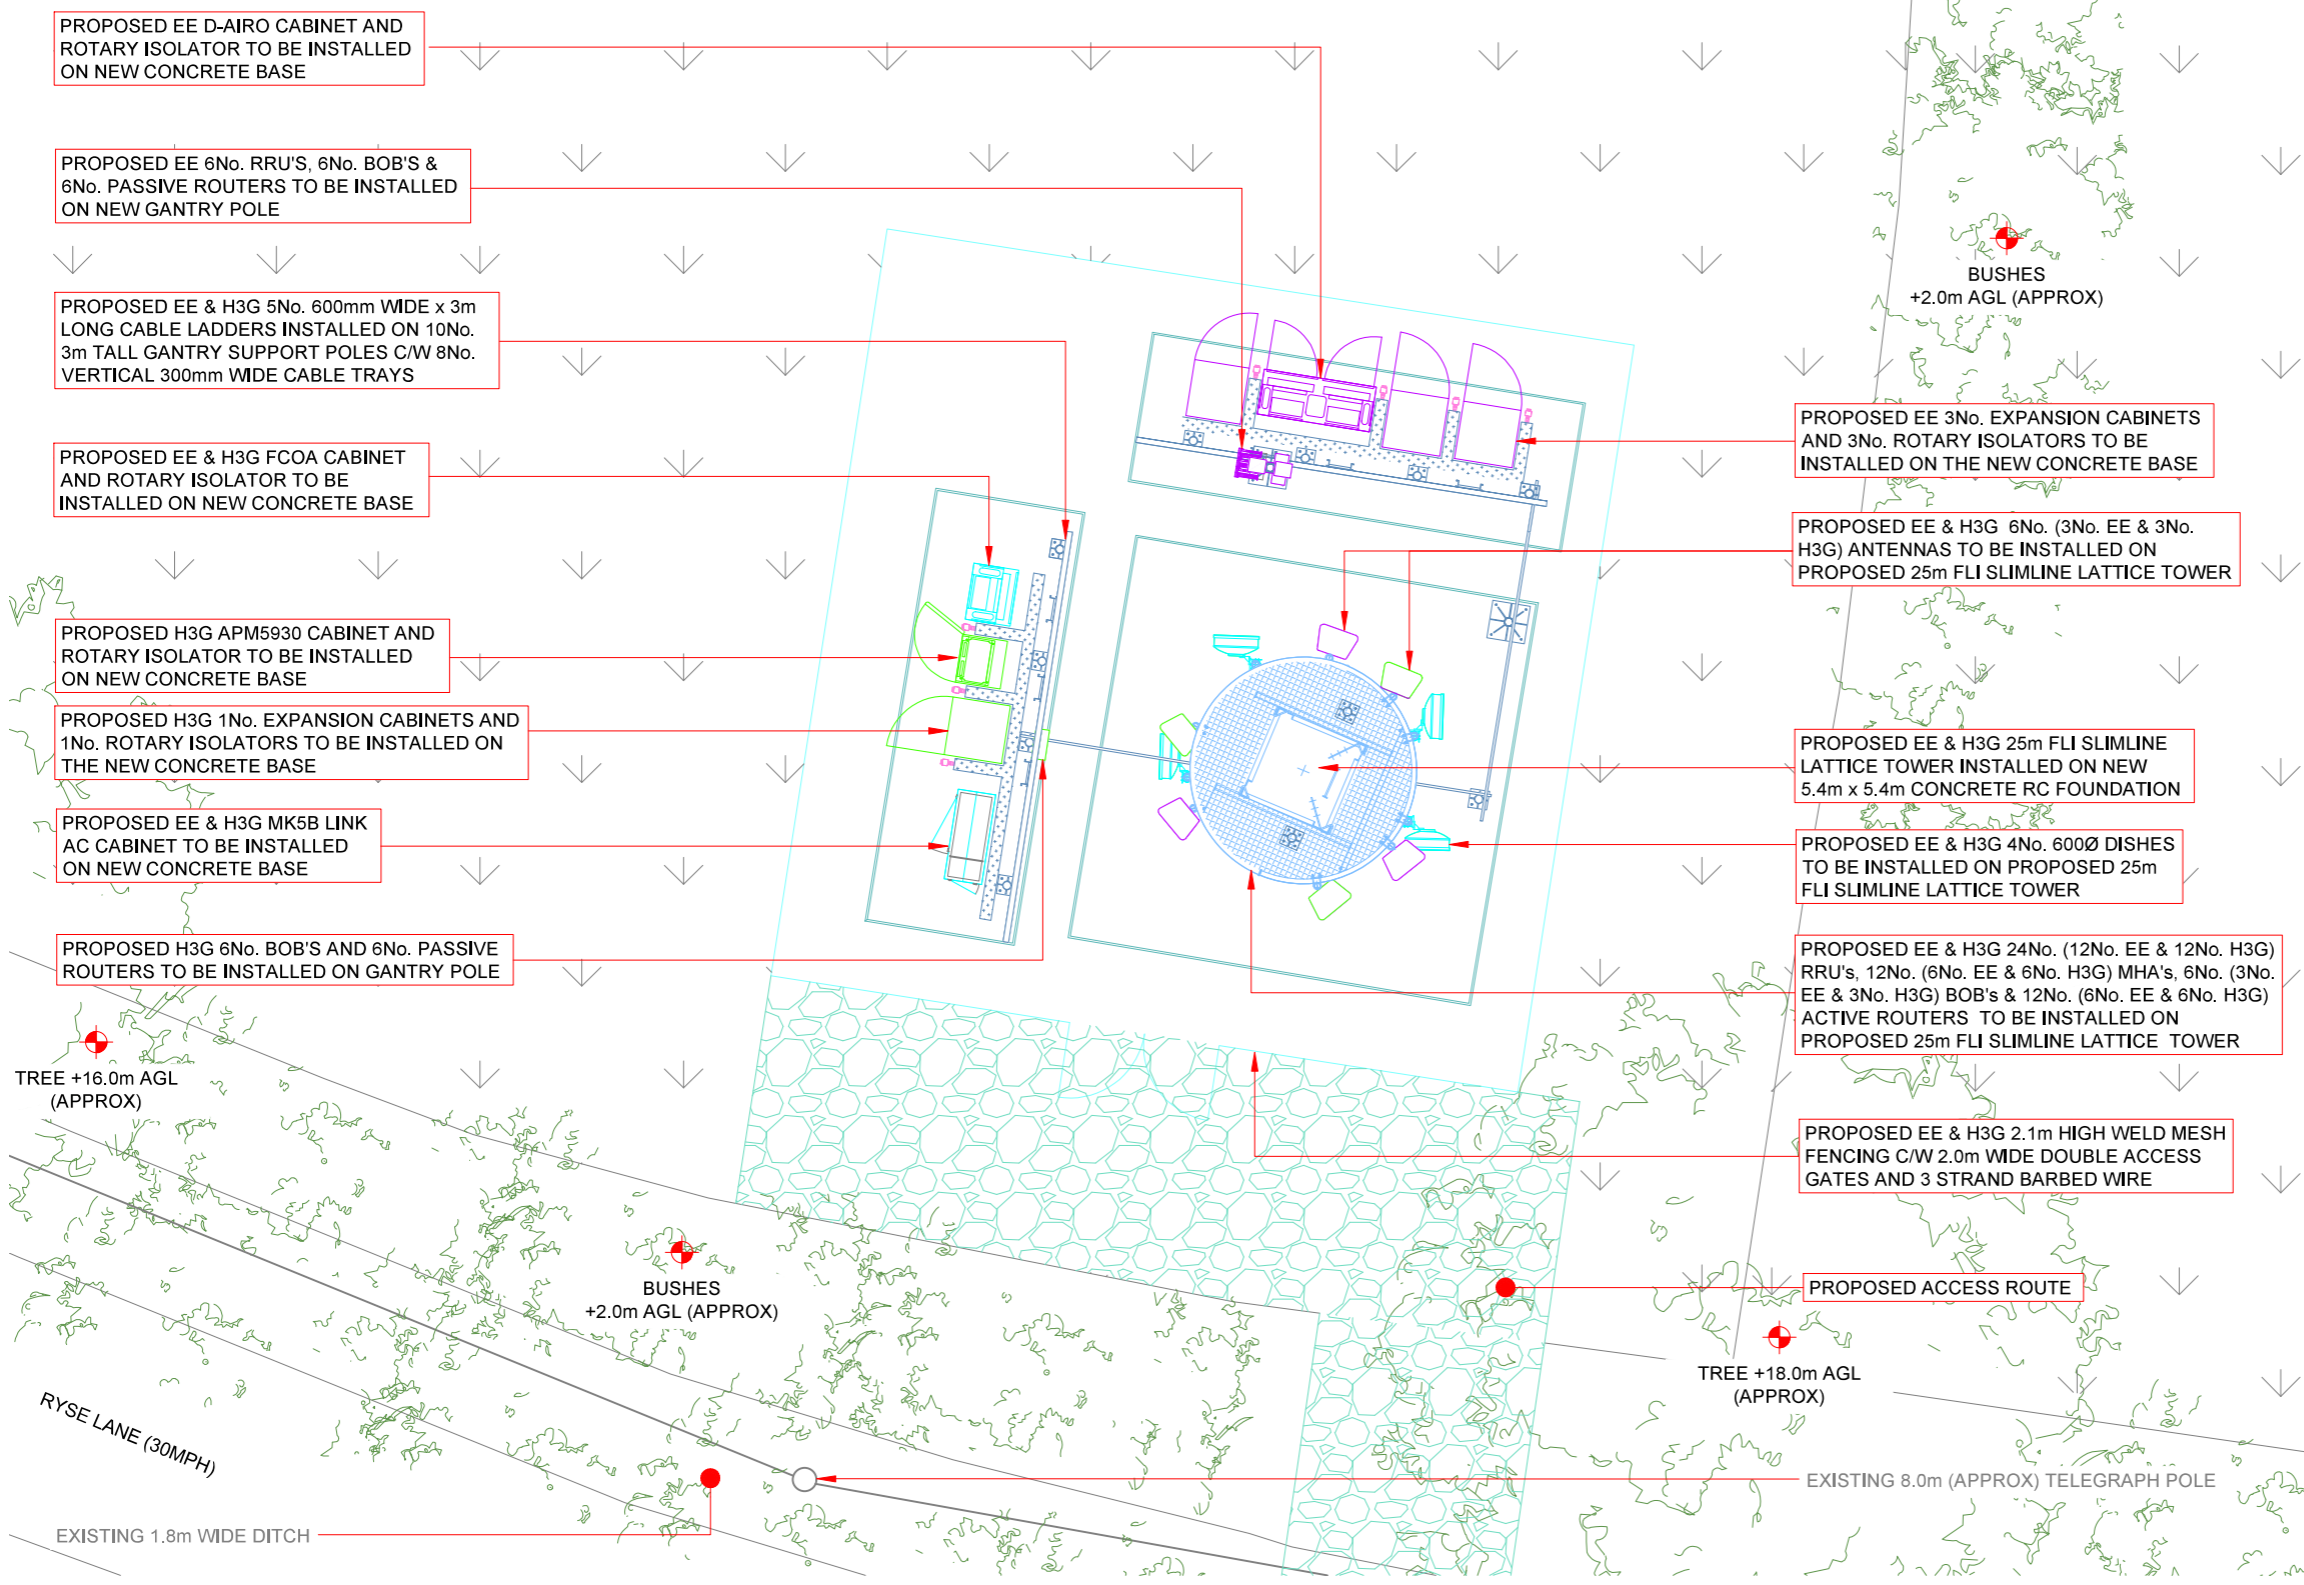 PROPOSED EE D-AIRO CABINET AND
ROTARY ISOLATOR TO BE INSTALLED
ON NEW CONCRETE BASE
PROPOSED EE 6No. RRU'S, 6No. BOB'S &
6No. PASSIVE ROUTERS TO BE INSTALLED
ON NEW GANTRY POLE
PROPOSED EE & H3G 5No. 600mm WIDE x 3m
LONG CABLE LADDERS INSTALLED ON 10No.
3m TALL GANTRY SUPPORT POLES C/W 8No.
VERTICAL 300mm WIDE CABLE TRAYS
PROPOSED EE & H3G FCOA CABINET
AND ROTARY ISOLATOR TO BE
INSTALLED ON NEW CONCRETE BASE
PROPOSED H3G APM5930 CABINET AND
ROTARY ISOLATOR TO BE INSTALLED
ON NEW CONCRETE BASE
PROPOSED H3G 1No. EXPANSION CABINETS AND
1No. ROTARY ISOLATORS TO BE INSTALLED ON
THE NEW CONCRETE BASE
PROPOSED EE & H3G MK5B LINK
AC CABINET TO BE INSTALLED
ON NEW CONCRETE BASE
PROPOSED H3G 6No. BOB'S AND 6No. PASSIVE
ROUTERS TO BE INSTALLED ON GANTRY POLE
TREE +16.0m AGL
(APPROX)
BUSHES
+2.0m AGL (APPROX)
RYSE LANE (30MPH)
EXISTING 1.8m WIDE DITCH
BUSHES
+2.0m AGL (APPROX)
PROPOSED EE 3No. EXPANSION CABINETS
AND 3No. ROTARY ISOLATORS TO BE
INSTALLED ON THE NEW CONCRETE BASE
PROPOSED EE & H3G 6No. (3No. EE & 3No.
H3G) ANTENNAS TO BE INSTALLED ON
PROPOSED 25m FLI SLIMLINE LATTICE TOWER
PROPOSED EE & H3G 25m FLI SLIMLINE
LATTICE TOWER INSTALLED ON NEW
5.4m x 5.4m CONCRETE RC FOUNDATION
PROPOSED EE & H3G 4No. 600Ø DISHES
TO BE INSTALLED ON PROPOSED 25m
FLI SLIMLINE LATTICE TOWER
PROPOSED EE & H3G 24No. (12No. EE & 12No. H3G)
RRU's, 12No. (6No. EE & 6No. H3G) MHA's, 6No. (3No.
EE & 3No. H3G) BOB's & 12No. (6No. EE & 6No. H3G)
ACTIVE ROUTERS TO BE INSTALLED ON
PROPOSED 25m FLI SLIMLINE LATTICE TOWER
PROPOSED EE & H3G 2.1m HIGH WELD MESH
FENCING C/W 2.0m WIDE DOUBLE ACCESS
GATES AND 3 STRAND BARBED WIRE
PROPOSED ACCESS ROUTE
TREE +18.0m AGL
(APPROX)
EXISTING 8.0m (APPROX) TELEGRAPH POLE